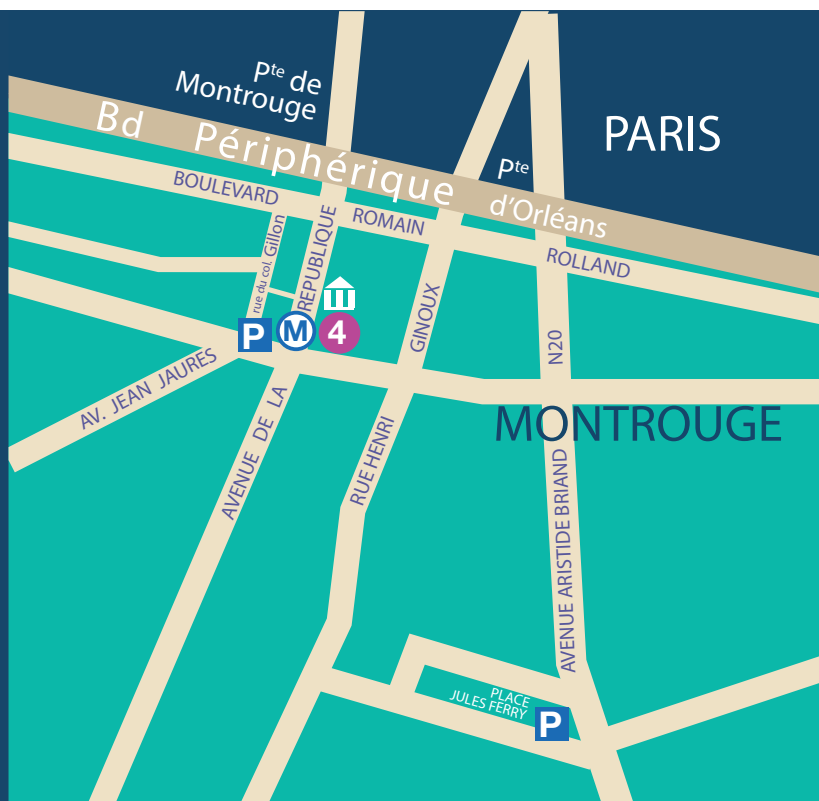 Pte de
Montrouge
PARIS
Bd Périphérique
Pte
d'Orléans
BOULEVARD ROMAIN ROLLAND
rue du col. Gillon
REPUBLIQUE
GINOUX
N20
P
M
4
AV. JEAN JAURES
MONTROUGE
AVENUE DE LA
RUE HENRI
AVENUE ARISTIDE BRIAND
PLACE
JULES FERRY
P